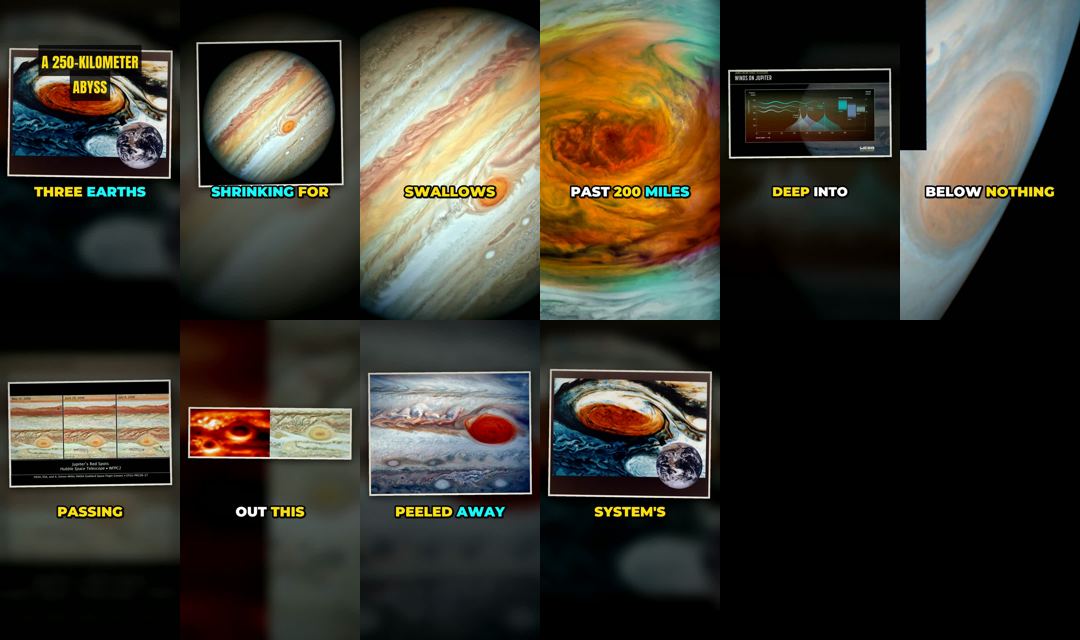 A 250-KILOMETER
ABYSS
THREE EARTHS
SHRINKING FOR
SWALLOWS
PAST 200 MILES
WINDS ON JUPITER
DEEP INTO
BELOW NOTHING
Jupiter's Red Spots
Hubble Space Telescope • WFPC2
PASSING
OUT THIS
PEELED AWAY
SYSTEM'S